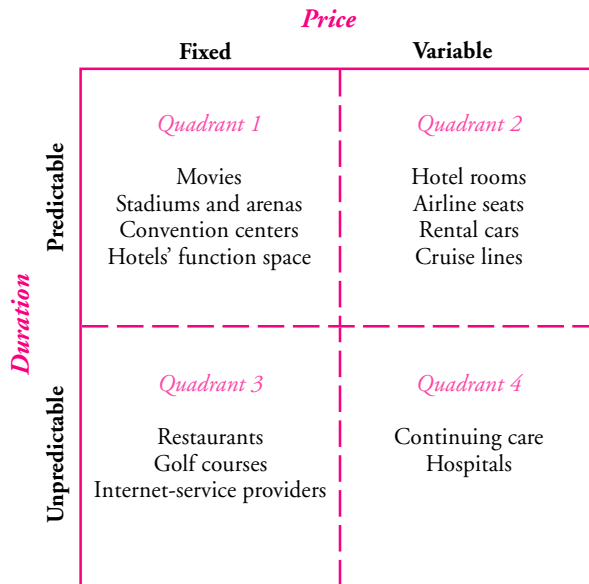 Price
Fixed
Variable
Duration
Predictable
Quadrant 1
Movies
Stadiums and arenas
Convention centers
Hotels’ function space
Quadrant 2
Hotel rooms
Airline seats
Rental cars
Cruise lines
Unpredictable
Quadrant 3
Restaurants
Golf courses
Internet-service providers
Quadrant 4
Continuing care
Hospitals